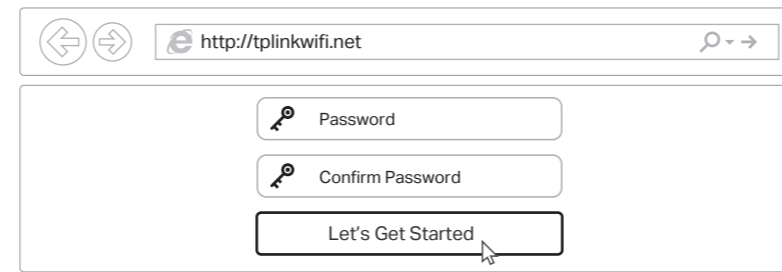 http://tplinkwifi.net
Password
Confirm Password
Let's Get Started